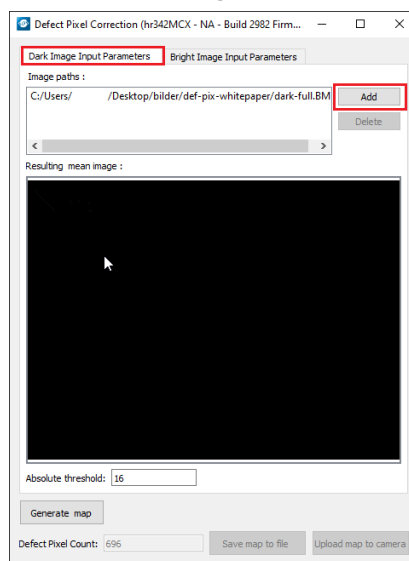 Defect Pixel Correction (hr342MCX - NA - Build 2982 Firm...
Dark Image Input Parameters Bright Image Input Parameters
Image paths :
C:/Users/ /Desktop/bilder/def-pix-whitepaper/dark-full.BM
Add
Delete
Resulting mean image :
Absolute threshold: 16
Generate map
Defect Pixel Count: 696 Save map to file Upload map to camera